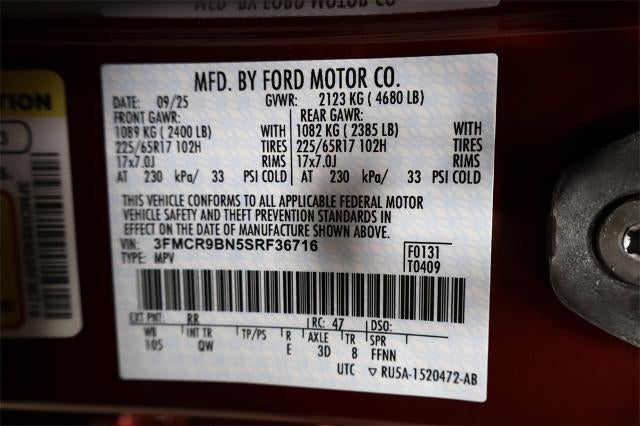 MFD. BY FORD MOTOR CO.
DATE: 09/25 GVWR: 2123 KG ( 4680 LB)
FRONT GAWR: REAR GAWR:
1089 KG ( 2400 LB) WITH 1082 KG ( 2385 LB) WITH
225/65R17 102H TIRES 225/65R17 102H TIRES
17x7.0J RIMS 17x7.0J RIMS
AT 230 kPa/ 33 PSI COLD AT 230 kPa/ 33 PSI COLD
THIS VEHICLE CONFORMS TO ALL APPLICABLE FEDERAL MOTOR
VEHICLE SAFETY AND THEFT PREVENTION STANDARDS IN
EFFECT ON THE DATE OF MANUFACTURE SHOWN ABOVE.
VIN: 3FMCR9BN5SRF36716 F0131
TYPE: MPV T0409
EXT PNT: RR RC: 47 DSO:
WB INT TR TP/PS R AXLE TR SPR
105 QW E 3D 8 FFNN
UTC ▽ RU5A-1520472-AB